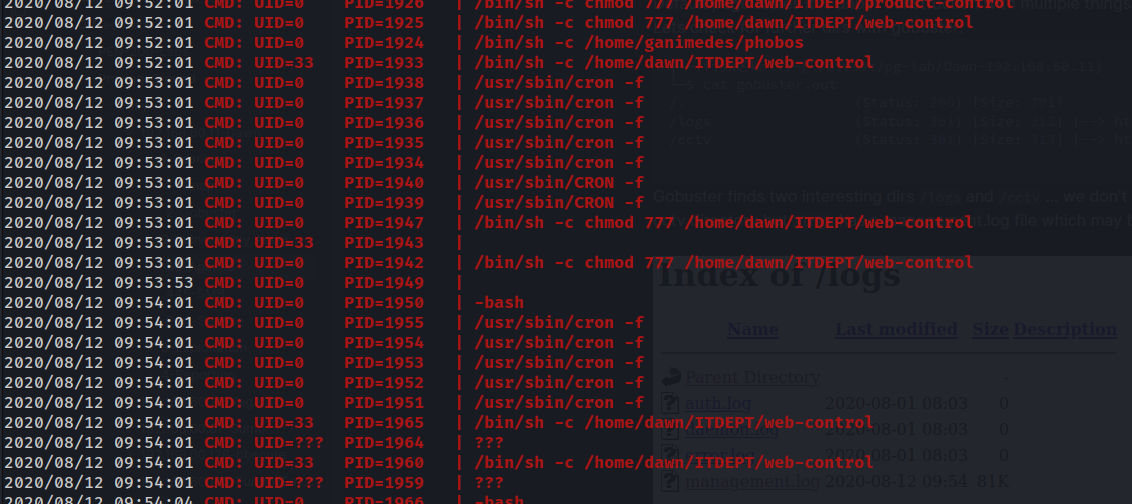 2020/08/12 09:52:01 CMD: UID=0 PID=1926 | /bin/sh -c chmod 777 /home/dawn/ITDEPT/product-control
2020/08/12 09:52:01 CMD: UID=0 PID=1925 | /bin/sh -c chmod 777 /home/dawn/ITDEPT/web-control
2020/08/12 09:52:01 CMD: UID=0 PID=1924 | /bin/sh -c /home/ganimedes/phobos
2020/08/12 09:52:01 CMD: UID=33 PID=1933 | /bin/sh -c /home/dawn/ITDEPT/web-control
2020/08/12 09:53:01 CMD: UID=0 PID=1938 | /usr/sbin/cron -f
2020/08/12 09:53:01 CMD: UID=0 PID=1937 | /usr/sbin/cron -f
2020/08/12 09:53:01 CMD: UID=0 PID=1936 | /usr/sbin/cron -f
2020/08/12 09:53:01 CMD: UID=0 PID=1935 | /usr/sbin/cron -f
2020/08/12 09:53:01 CMD: UID=0 PID=1934 | /usr/sbin/cron -f
2020/08/12 09:53:01 CMD: UID=0 PID=1940 | /usr/sbin/CRON -f
2020/08/12 09:53:01 CMD: UID=0 PID=1939 | /usr/sbin/CRON -f
2020/08/12 09:53:01 CMD: UID=0 PID=1947 | /bin/sh -c chmod 777 /home/dawn/ITDEPT/web-control
2020/08/12 09:53:01 CMD: UID=33 PID=1943 |
2020/08/12 09:53:01 CMD: UID=0 PID=1942 | /bin/sh -c chmod 777 /home/dawn/ITDEPT/web-control
2020/08/12 09:53:53 CMD: UID=0 PID=1949 |
2020/08/12 09:54:01 CMD: UID=0 PID=1950 | -bash
2020/08/12 09:54:01 CMD: UID=0 PID=1955 | /usr/sbin/cron -f
2020/08/12 09:54:01 CMD: UID=0 PID=1954 | /usr/sbin/cron -f
2020/08/12 09:54:01 CMD: UID=0 PID=1953 | /usr/sbin/cron -f
2020/08/12 09:54:01 CMD: UID=0 PID=1952 | /usr/sbin/cron -f
2020/08/12 09:54:01 CMD: UID=0 PID=1951 | /usr/sbin/cron -f
2020/08/12 09:54:01 CMD: UID=33 PID=1965 | /bin/sh -c /home/dawn/ITDEPT/web-control
2020/08/12 09:54:01 CMD: UID=??? PID=1964 | ???
2020/08/12 09:54:01 CMD: UID=33 PID=1960 | /bin/sh -c /home/dawn/ITDEPT/web-control
2020/08/12 09:54:01 CMD: UID=??? PID=1959 | ???
2020/08/12 09:54:04 CMD: UID=0 PID=1966 | -bash
multiple things
cat gobuster.out
/logs
/cctv
Gobuster finds two interesting dirs /logs and /cctv ... we don't
.log file which may
Index of /logs
Name Last modified Size Description
Parent Directory -
auth.log 2020-08-01 08:03 0
2020-08-01 08:03 0
2020-08-01 08:03 0
management.log 2020-08-12 09:54 81K